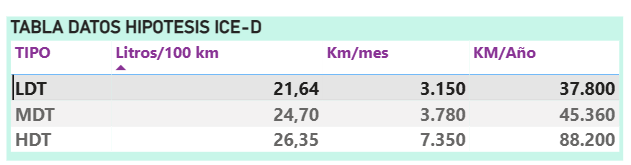 TABLA DATOS HIPOTESIS ICE-D
TIPO Litros/100 km Km/mes KM/Año
LDT 21,64 3.150 37.800
MDT 24,70 3.780 45.360
HDT 26,35 7.350 88.200